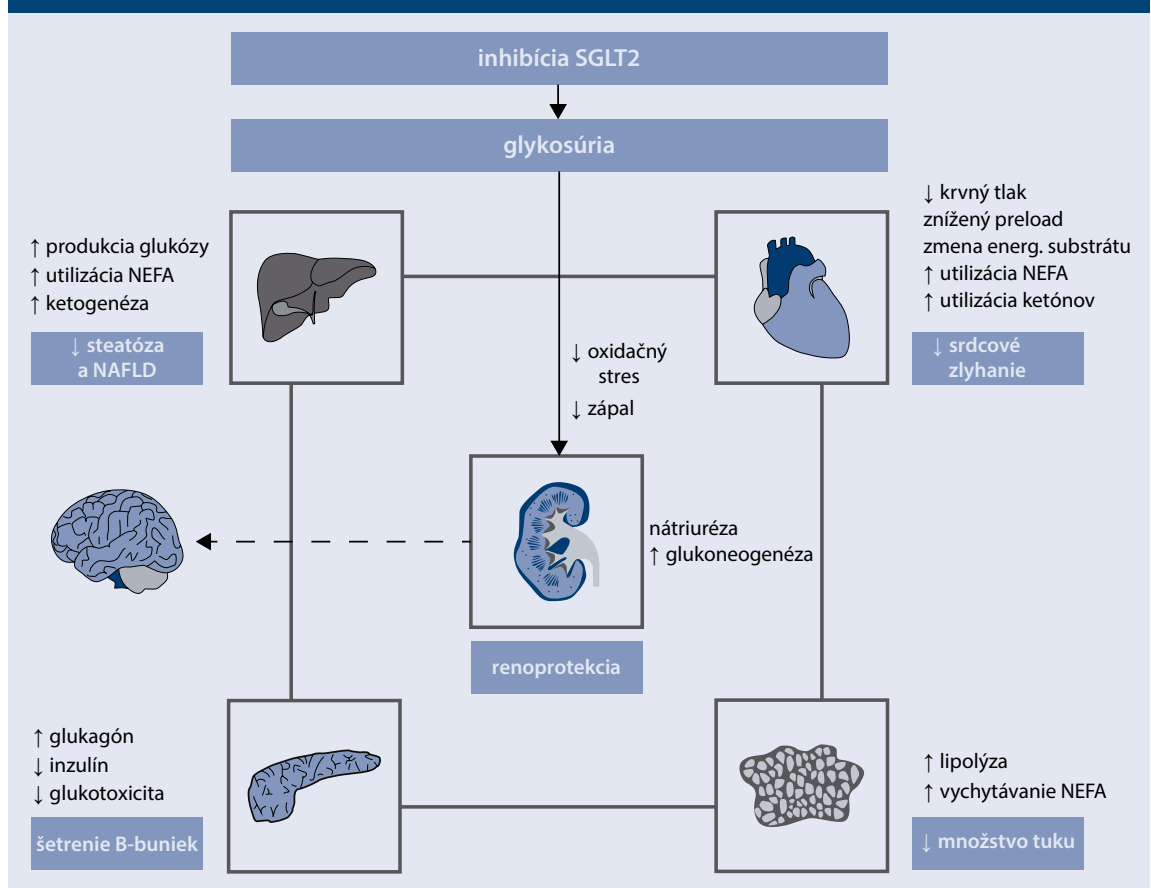 inhibícia SGLT2
glykosúria
↑ produkcia glukózy
↑ utilizácia NEFA
↑ ketogenéza
↓ steatóza
a NAFLD
↓ krvný tlak
znížený preload
zmena energ. substrátu
↑ utilizácia NEFA
↑ utilizácia ketónov
↓ srdcové
zlyhanie
↓ oxidačný
stres
↓ zápal
nátriuréza
↑ glukoneogenéza
renoprotekcia
↑ glukagón
↓ inzulín
↓ glukotoxicita
šetrenie B-buniek
↑ lipolýza
↑ vychytávanie NEFA
↓ množstvo tuku